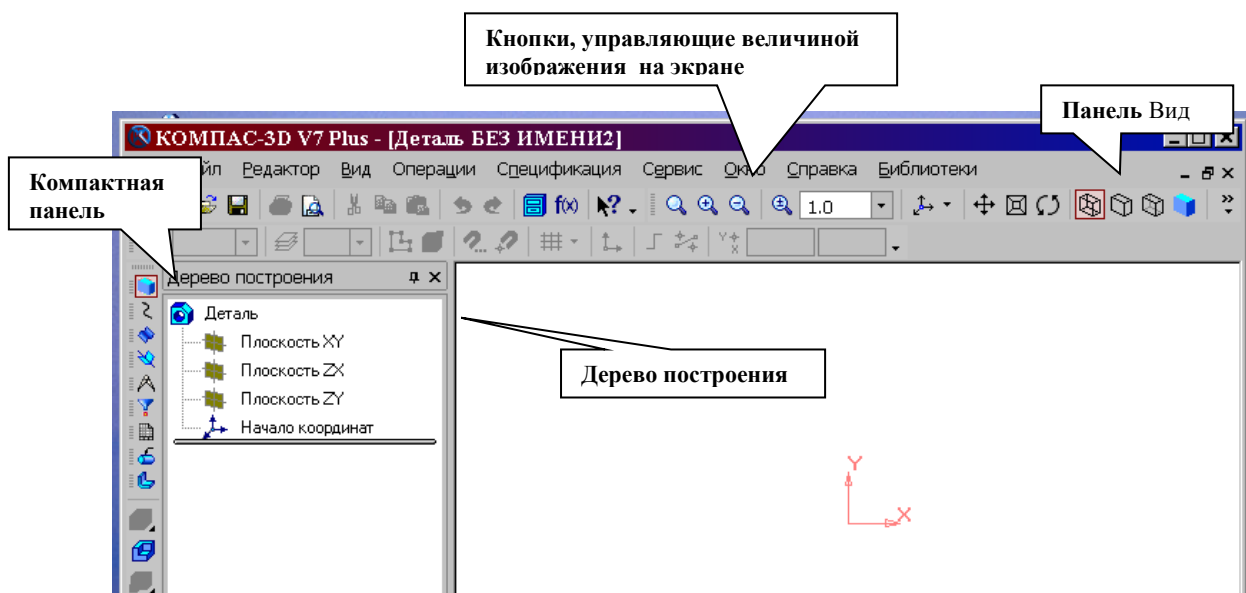 Кнопки, управляющие величиной
изображения на экране
Панель Вид
КОМПАС-3D V7 Plus - [Деталь БЕЗ ИМЕНИ2]
Редактор Вид Операции Спецификация Сервис Окно Справка Библиотеки
Компактная
панель
f(x) 1.0
Дерево построения
Деталь
Плоскость XY
Плоскость ZX
Плоскость ZY
Начало координат
Дерево построения
Y
X